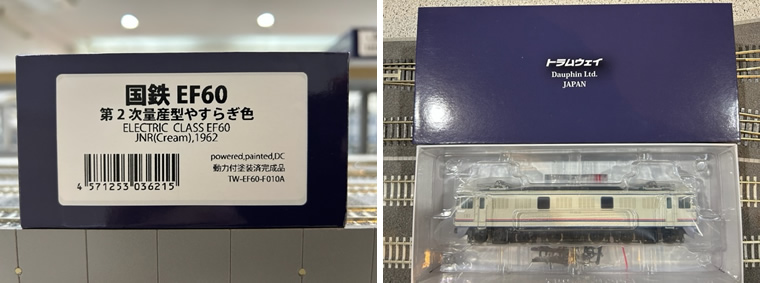 国鉄 EF60
第2次量産型やすらぎ色
ELECTRIC CLASS EF60
JNR(Cream),1962
powered,painted,DC
動力付塗装済完成品
TW-EF60-F010A
4 571253 036215
トラムウェイ
Dauphin Ltd.
JAPAN